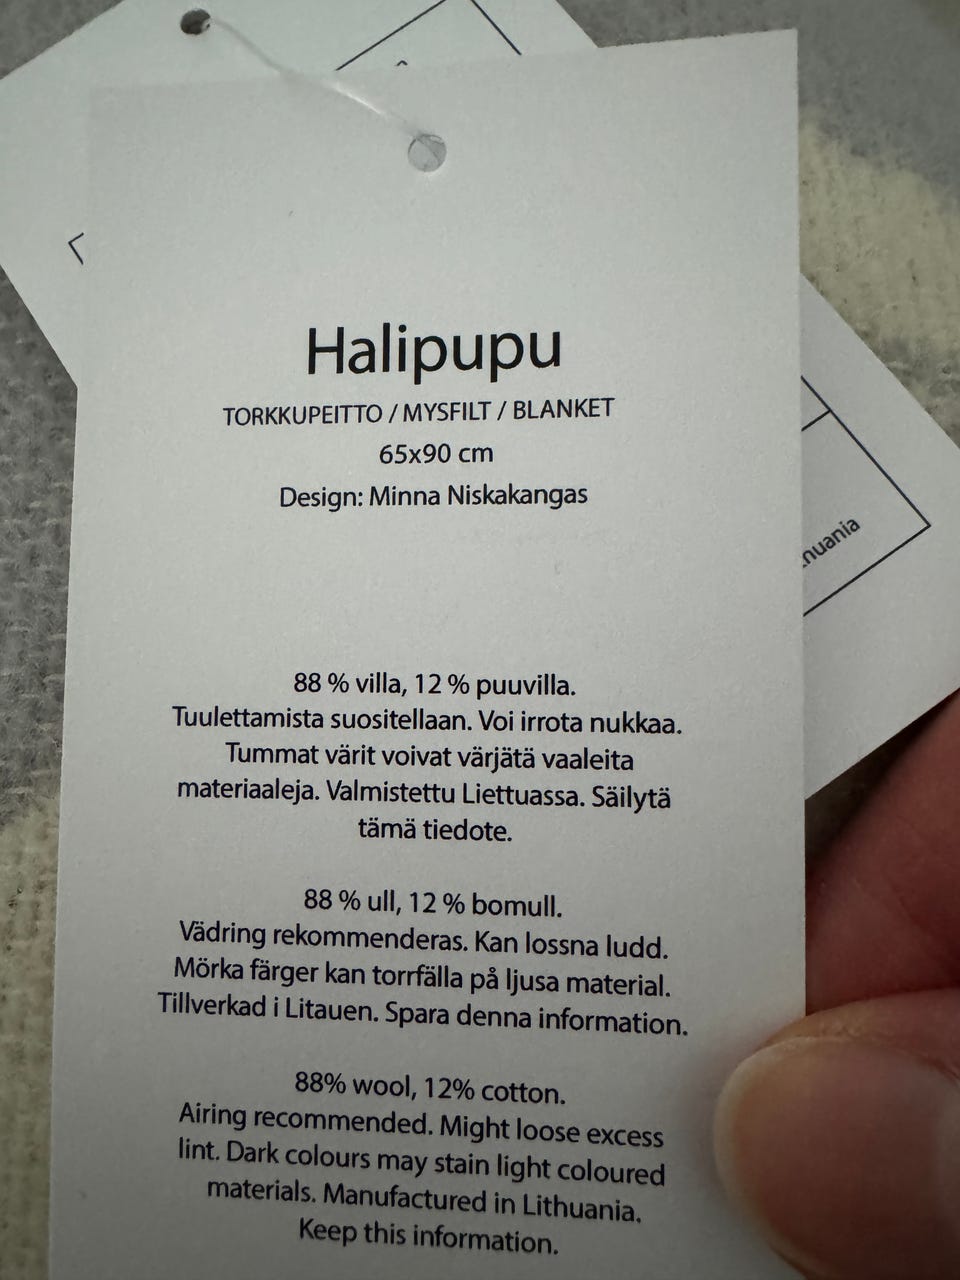 Halipupu
TORKKUPEITTO / MYSFILT / BLANKET
65x90 cm
Design: Minna Niskakangas
88 % villa, 12 % puuvilla.
Tuulettamista suositellaan. Voi irrota nukkaa.
Tummat värit voivat värjätä vaaleita
materiaaleja. Valmistettu Liettuassa. Säilytä
tämä tiedote.
88 % ull, 12 % bomull.
Vädring rekommenderas. Kan lossna ludd.
Mörka färger kan torrfälla på ljusa material.
Tillverkad i Litauen. Spara denna information.
88% wool, 12% cotton.
Airing recommended. Might loose excess
lint. Dark colours may stain light coloured
materials. Manufactured in Lithuania.
Keep this information.